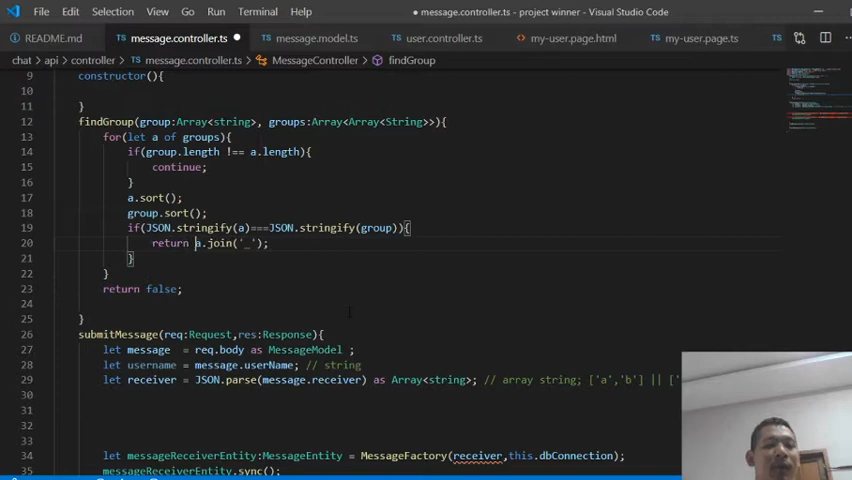 File Edit Selection View Go Run Terminal Help ● message.controller.ts - project winner - Visual Studio Code
README.md message.controller.ts ● message.model.ts user.controller.ts <> my-user.page.html my-user.page.ts
chat > api > controller > message.controller.ts > MessageController > findGroup
9 constructor(){
10
11 }
12 findGroup(group:Array<string>, groups:Array<Array<String>>){
13 for(let a of groups){
14 if(group.length !== a.length){
15 continue;
16 }
17 a.sort();
18 group.sort();
19 if(JSON.stringify(a)===JSON.stringify(group)){
20 return a.join('_');
21 }
22 }
23 return false;
24
25 }
26 submitMessage(req:Request,res:Response){
27 let message = req.body as MessageModel ;
28 let username = message.userName; // string
29 let receiver = JSON.parse(message.receiver) as Array<string>; // array string; ['a','b'] || ['
30
31
33
34 let messageReceiverEntity:MessageEntity = MessageFactory(receiver,this.dbConnection);
35 messageReceiverEntity.sync();